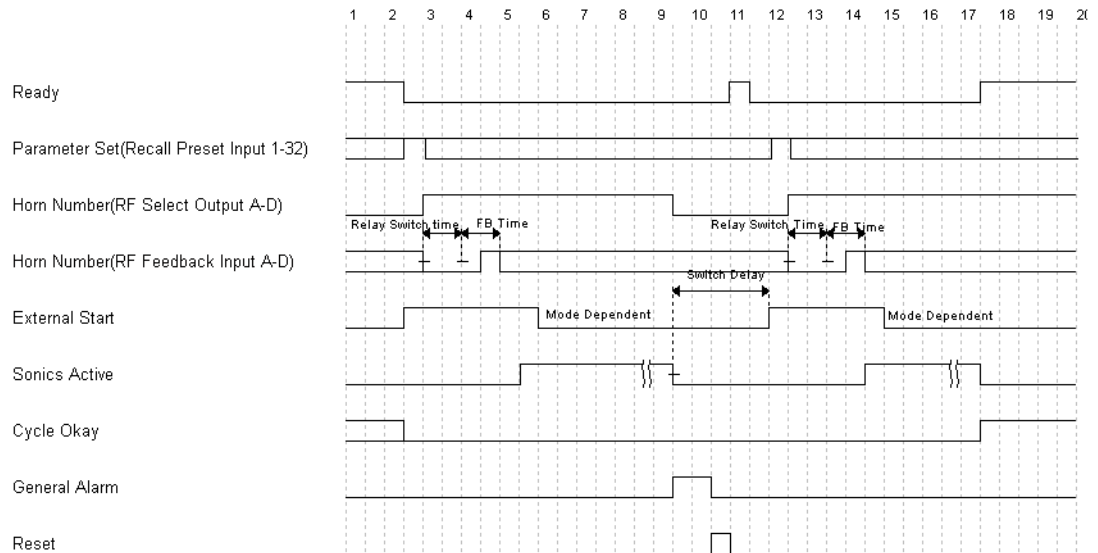 1 2 3 4 5 6 7 8 9 10 11 12 13 14 15 16 17 18 19 20
Ready
Parameter Set(Recall Preset Input 1-32)
Horn Number(RF Select Output A-D)
Relay Switch time FB Time Relay Switch Time FB Time
Horn Number(RF Feedback Input A-D)
Switch Delay
External Start Mode Dependent Mode Dependent
Sonics Active
Cycle Okay
General Alarm
Reset